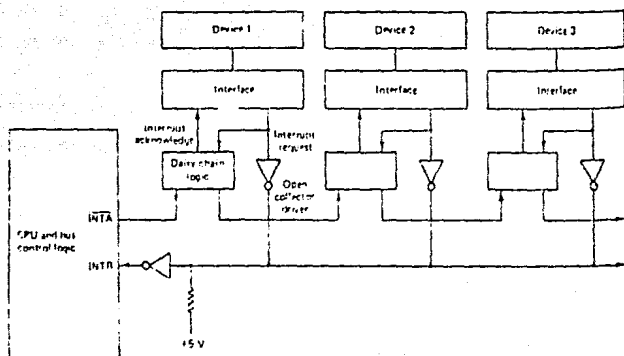 Device 1
Device 2
Device 3
Interface
Interface
Interface
Interrupt
acknowledge
Interrupt
request
Daisy chain
logic
Open
collector
driver
INTA
CPU and bus
control logic
INTR
+5 V